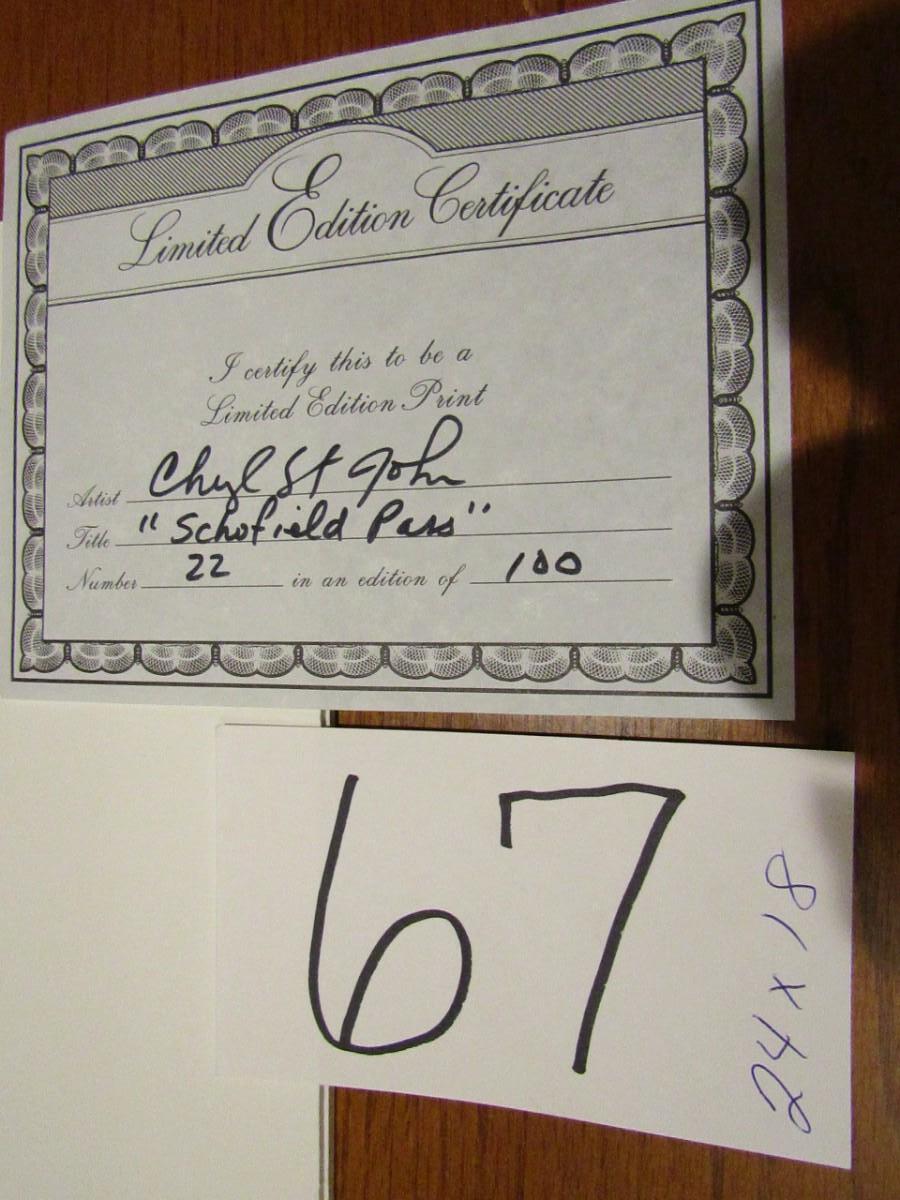 Limited Edition Certificate
I certify this to be a
Limited Edition Print
Artist Chyl St John
Title "Schofield Pass"
Number 22 in an edition of 100
67
24 x 18